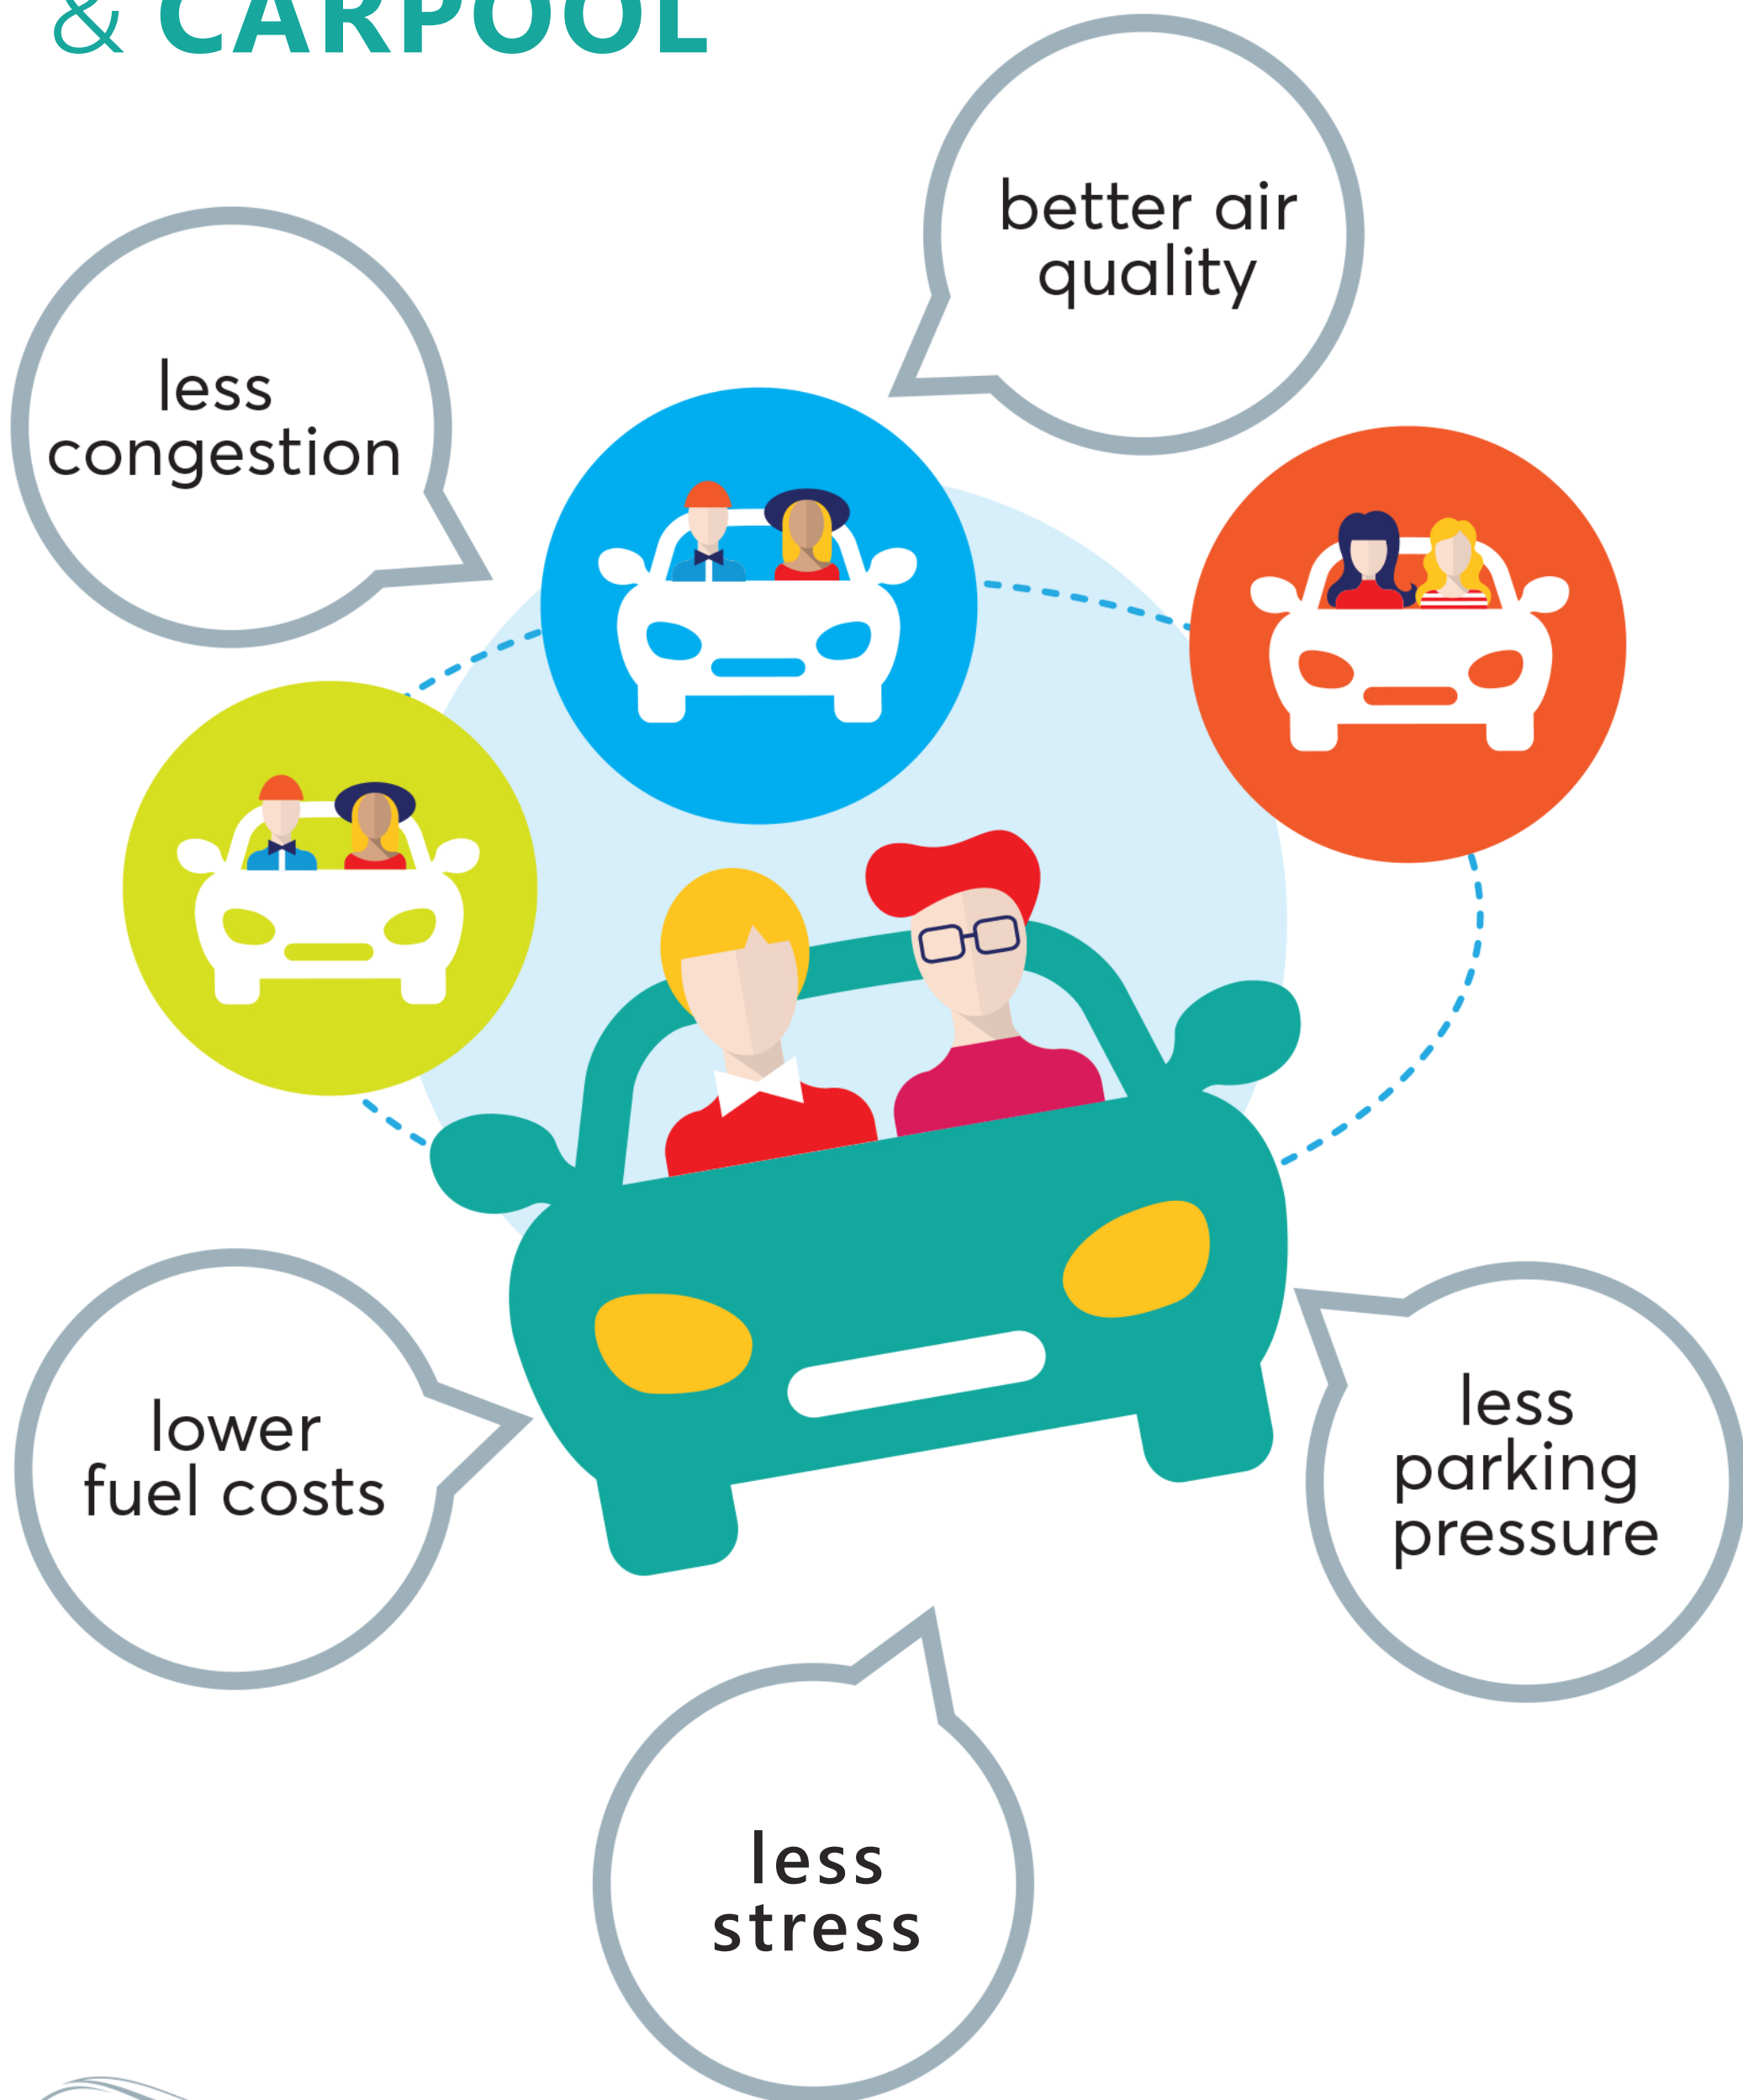 & CARPOOL
better air
quality
less
congestion
lower
fuel costs
less
parking
pressure
less
stress